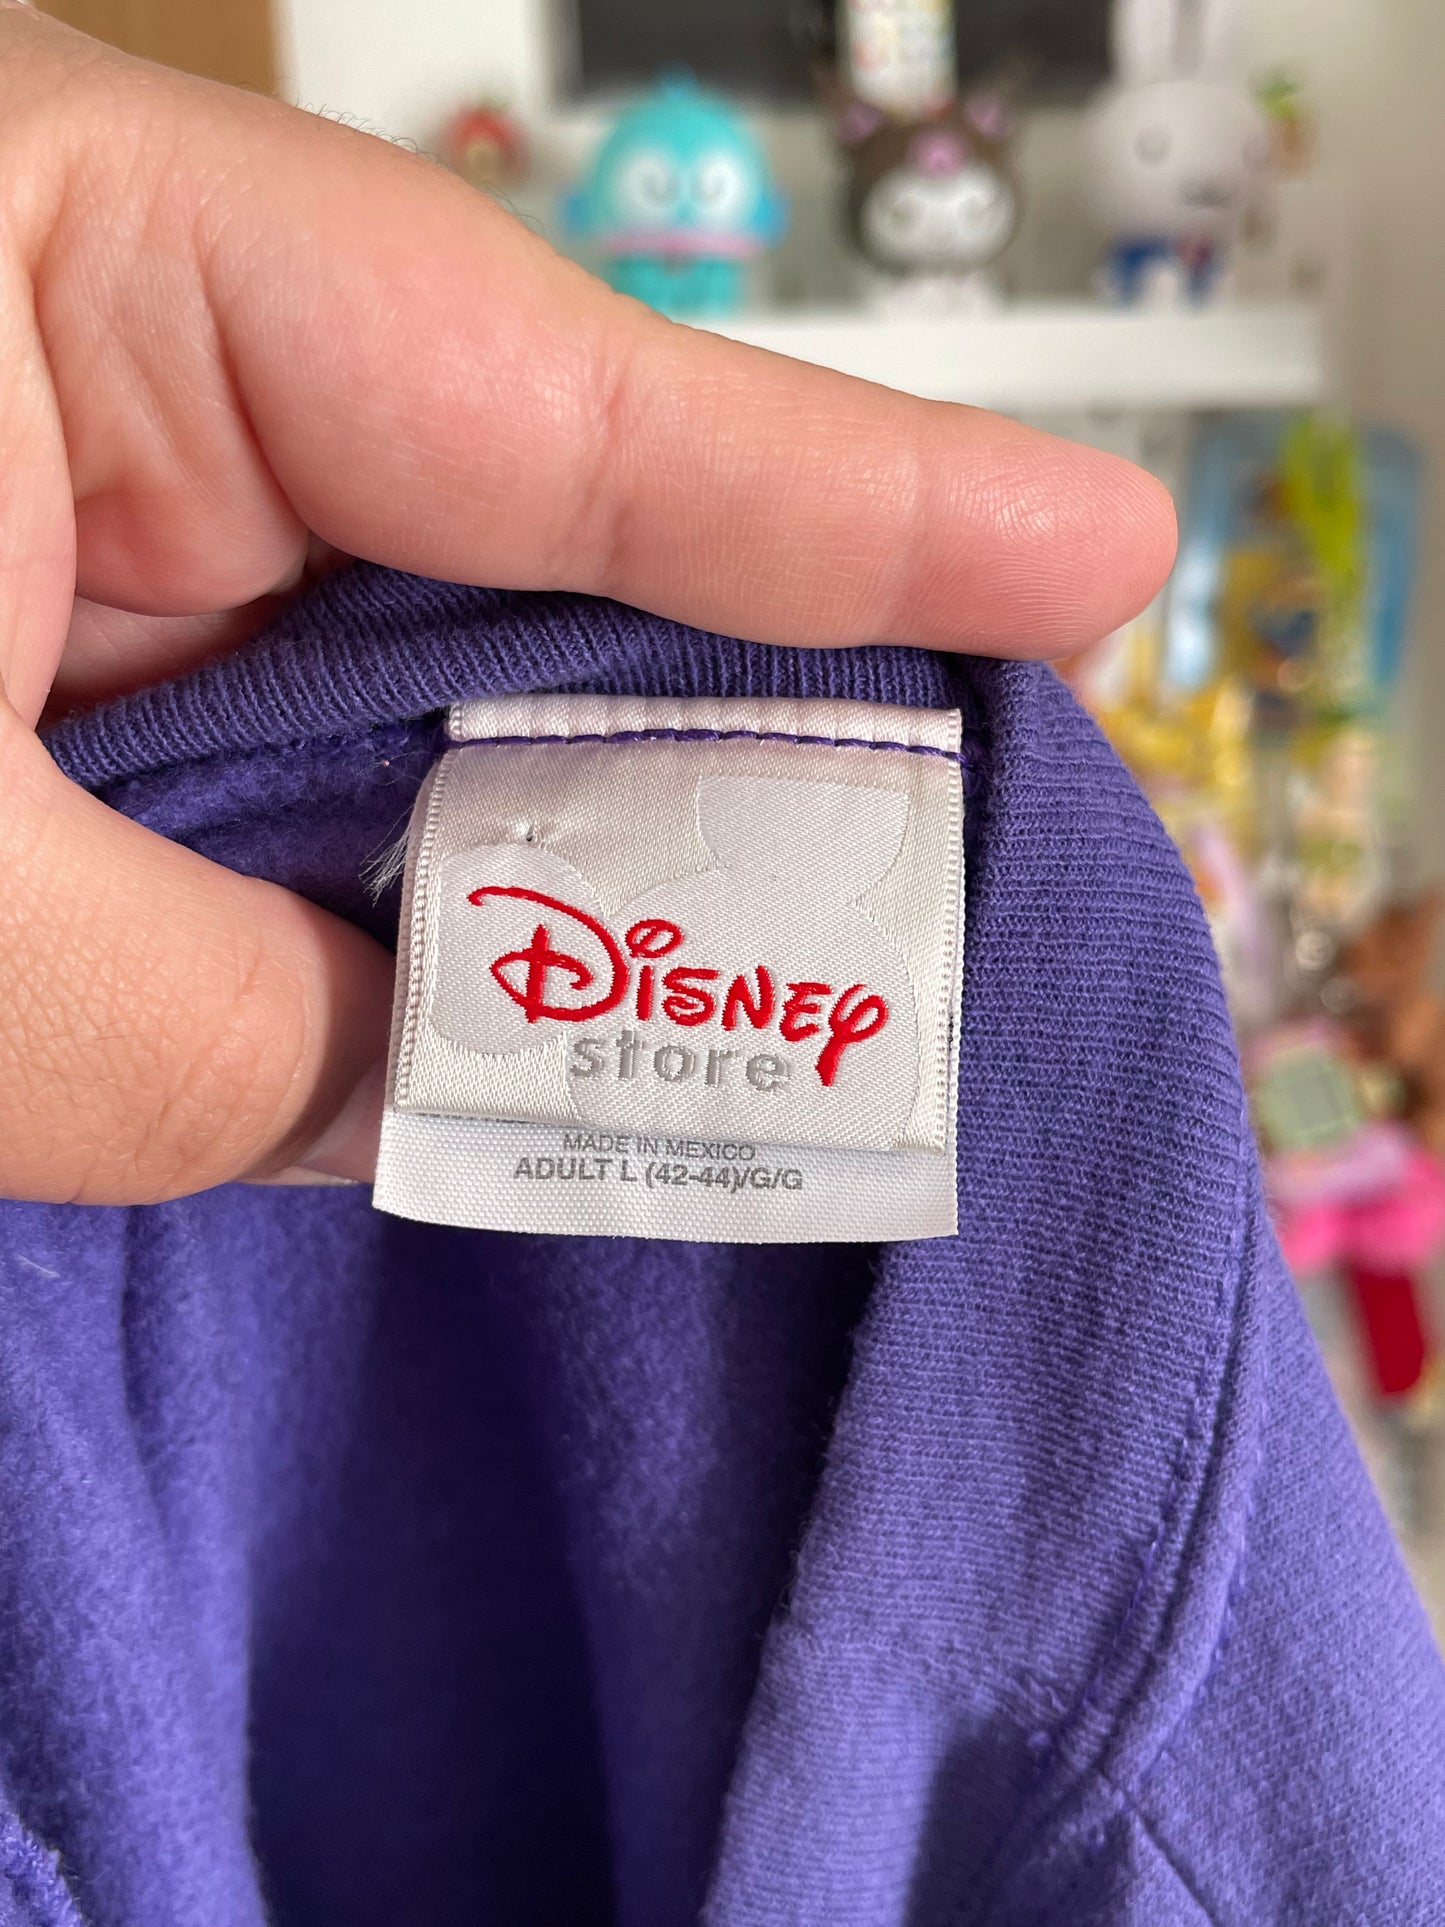 Disney
store
MADE IN MEXICO
ADULT L (42-44)/G/G